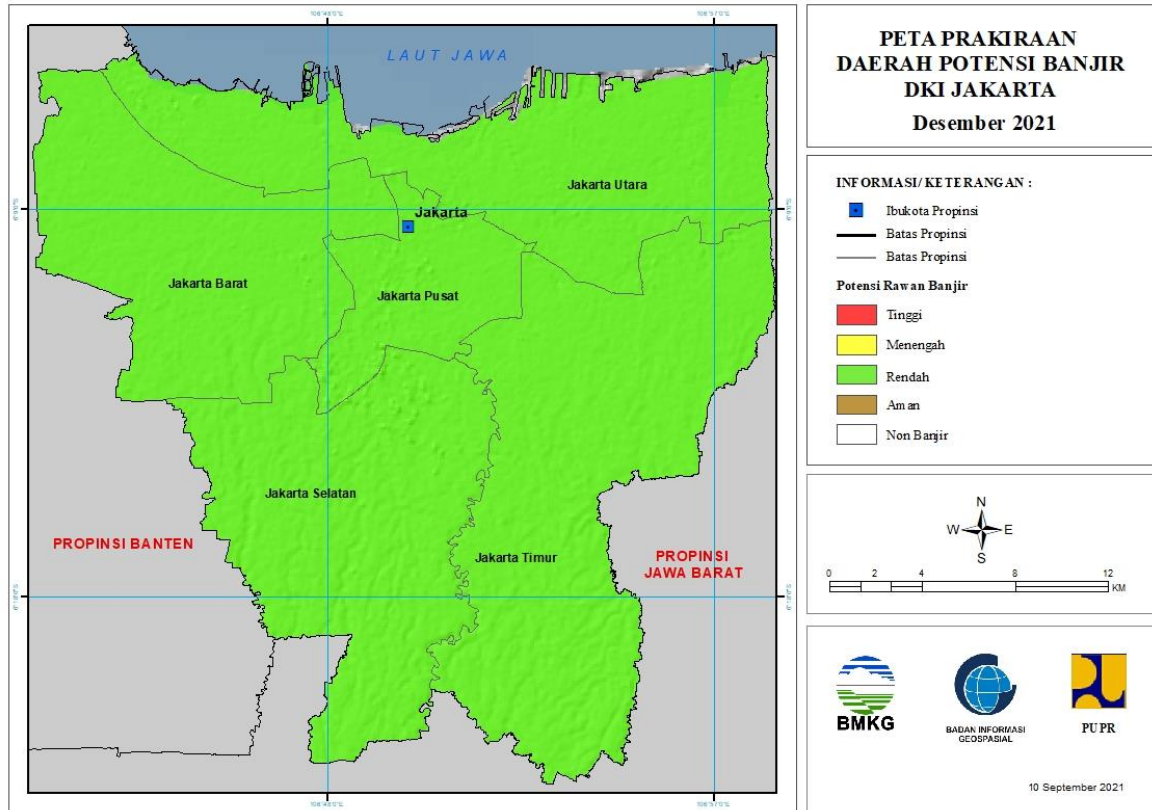 PETA PRAKIRAAN
DAERAH POTENSI BANJIR
DKI JAKARTA
Desember 2021
INFORMASI/KETERANGAN :
Ibukota Propinsi
Batas Propinsi
Batas Propinsi
Potensi Rawan Banjir
Tinggi
Menengah
Rendah
Aman
Non Banjir
N
W E
S
0 2 4 8 12
KM
BMKG
BADAN INFORMASI
GEOSPASIAL
PUPR
10 September 2021
LAUT JAWA
Jakarta Utara
Jakarta
Jakarta Barat
Jakarta Pusat
Jakarta Selatan
Jakarta Timur
PROPINSI BANTEN
PROPINSI
JAWA BARAT